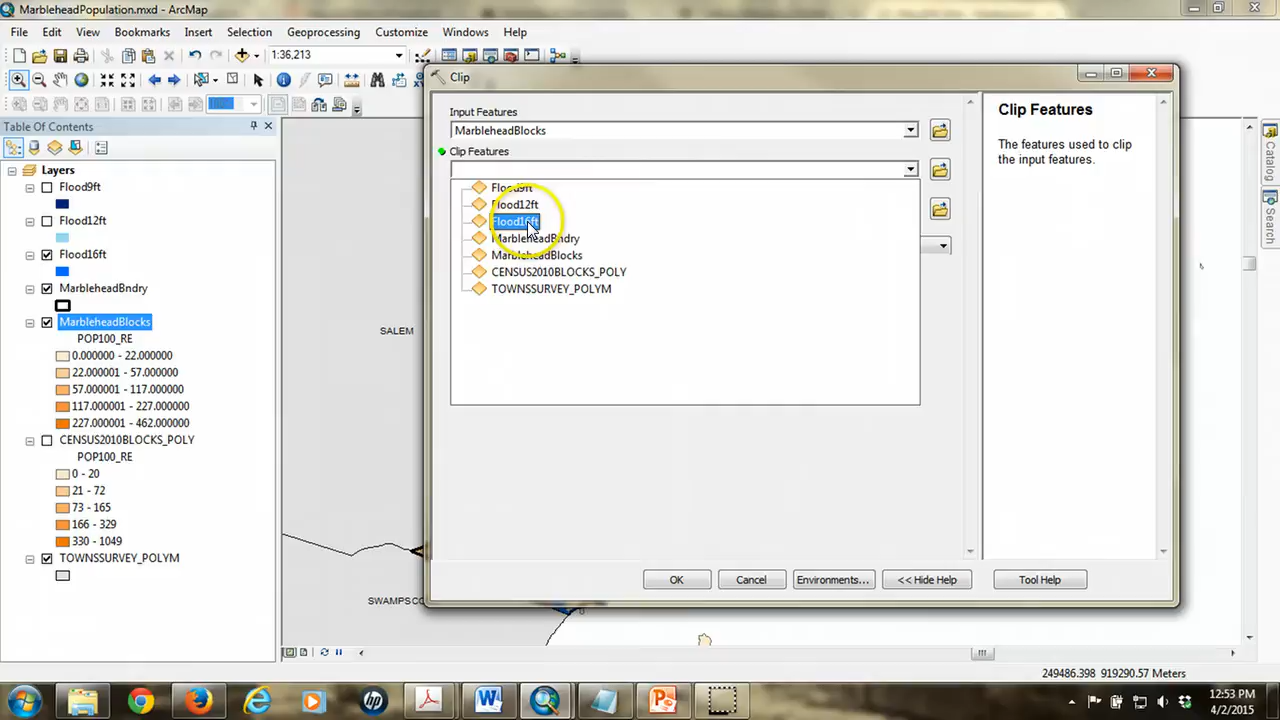 MarbleheadPopulation.mxd - ArcMap
File Edit View Bookmarks Insert Selection Geoprocessing Customize Windows Help
1:36,213
Table Of Contents
Layers
Flood9ft
Flood12ft
Flood16ft
MarbleheadBndry
MarbleheadBlocks
POP100_RE
0.000000 - 22.000000
22.000001 - 57.000000
57.000001 - 117.000000
117.000001 - 227.000000
227.000001 - 462.000000
CENSUS2010BLOCKS_POLY
POP100_RE
0 - 20
21 - 72
73 - 165
166 - 329
330 - 1049
TOWNSSURVEY_POLYM
SALEM
Clip
Input Features
MarbleheadBlocks
Clip Features
Flood9ft
Flood12ft
Flood16ft
MarbleheadBndry
MarbleheadBlocks
CENSUS2010BLOCKS_POLY
TOWNSSURVEY_POLYM
OK Cancel Environments... << Hide Help Tool Help
Clip Features
The features used to clip
the input features.
Catalog
Search
249486.398 919290.57 Meters
12:53 PM
4/2/2015